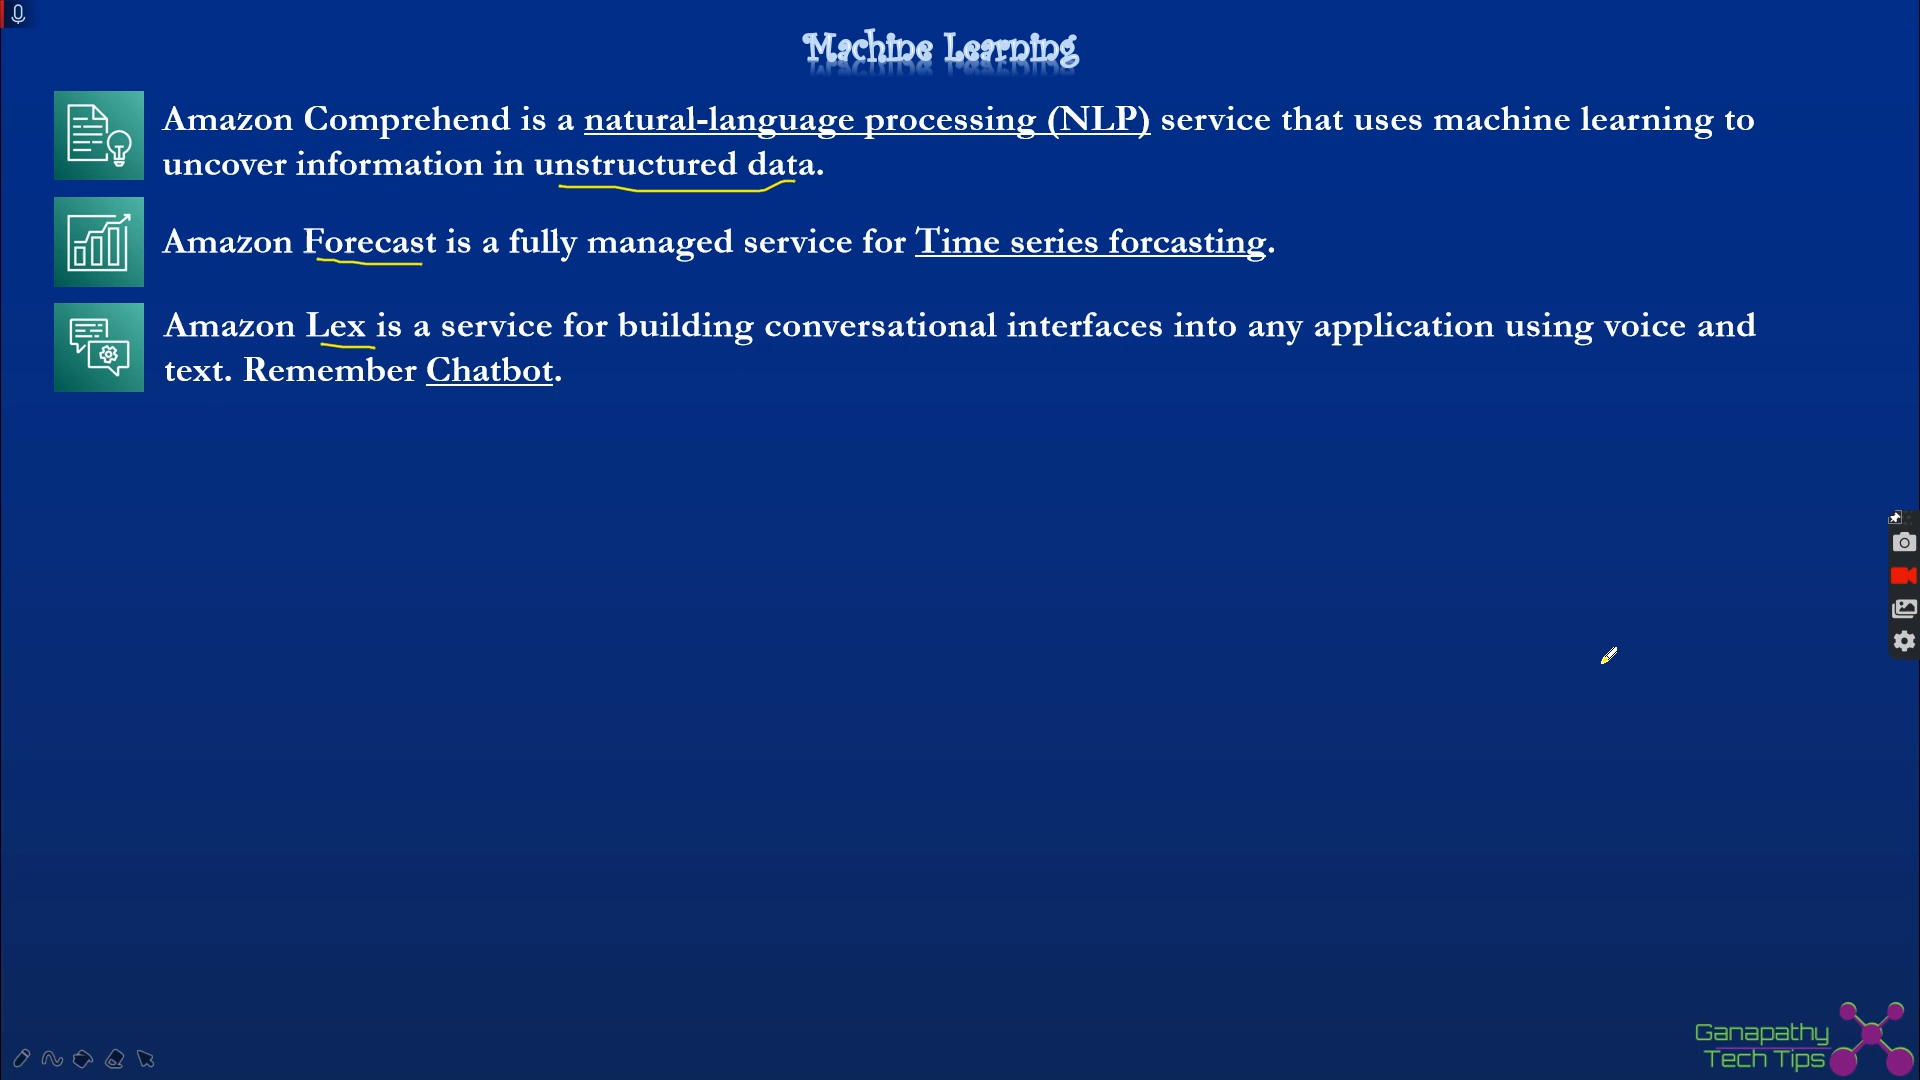 Machine Learning
Amazon Comprehend is a natural-language processing (NLP) service that uses machine learning to
uncover information in unstructured data.
Amazon Forecast is a fully managed service for Time series forcasting.
Amazon Lex is a service for building conversational interfaces into any application using voice and
text. Remember Chatbot.
Ganapathy
Tech Tips